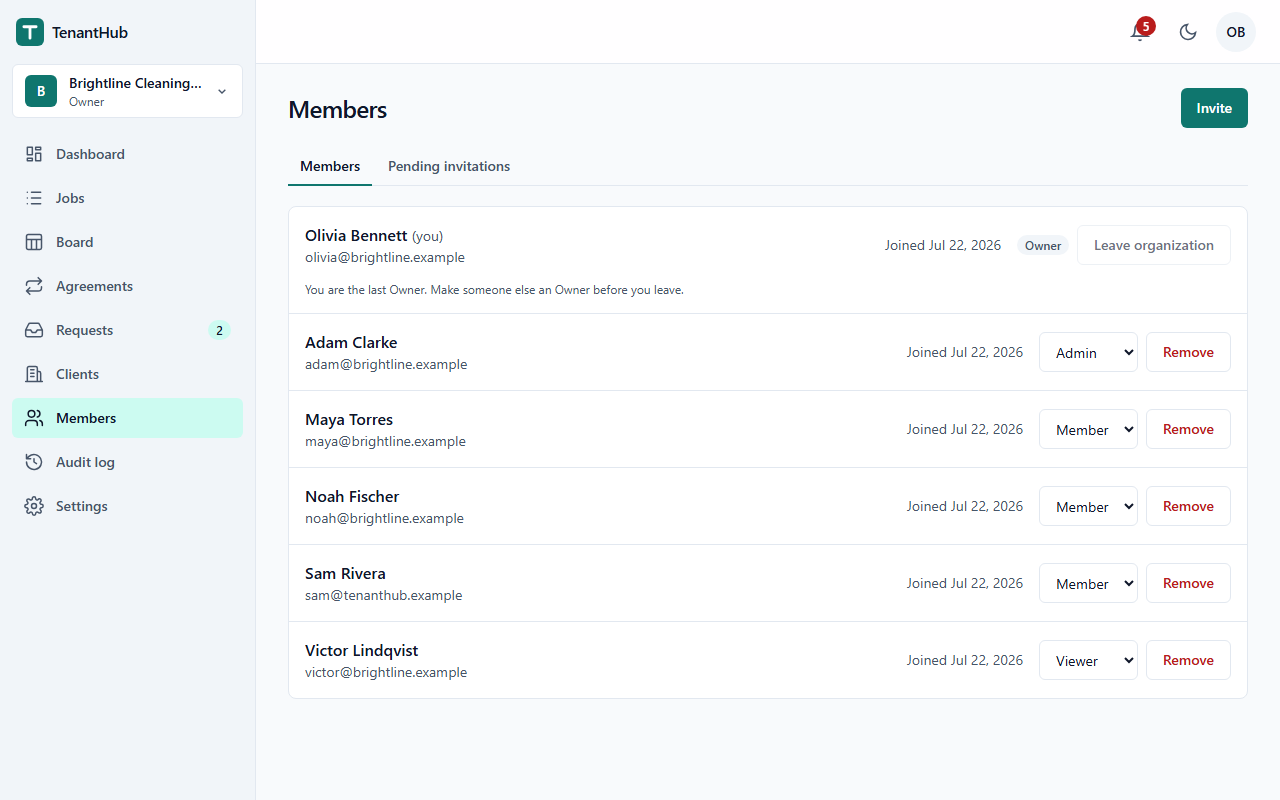 TenantHub
5
OB
B
Brightline Cleaning...
Owner
Dashboard
Jobs
Board
Agreements
Requests 2
Clients
Members
Audit log
Settings
Members
Invite
Members Pending invitations
Olivia Bennett (you)
olivia@brightline.example
Joined Jul 22, 2026 Owner Leave organization
You are the last Owner. Make someone else an Owner before you leave.
Adam Clarke
adam@brightline.example
Joined Jul 22, 2026 Admin Remove
Maya Torres
maya@brightline.example
Joined Jul 22, 2026 Member Remove
Noah Fischer
noah@brightline.example
Joined Jul 22, 2026 Member Remove
Sam Rivera
sam@tenanthub.example
Joined Jul 22, 2026 Member Remove
Victor Lindqvist
victor@brightline.example
Joined Jul 22, 2026 Viewer Remove